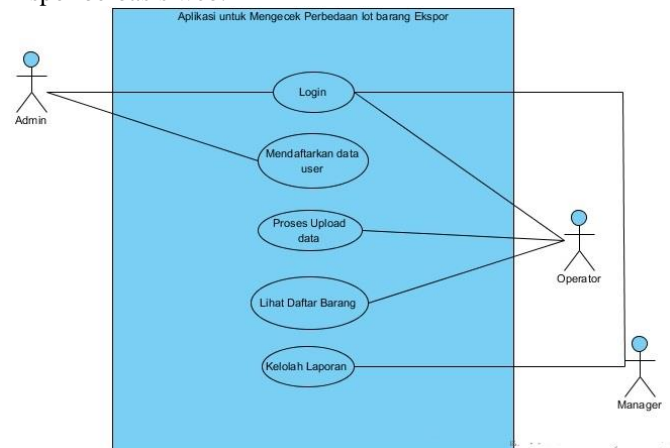 Aplikasi untuk Mengecek Perbedaan lot barang Ekspor
Login
Admin
Mendaftarkan data
user
Proses Upload
data
Operator
Lihat Daftar Barang
Kelolah Laporan
Manager